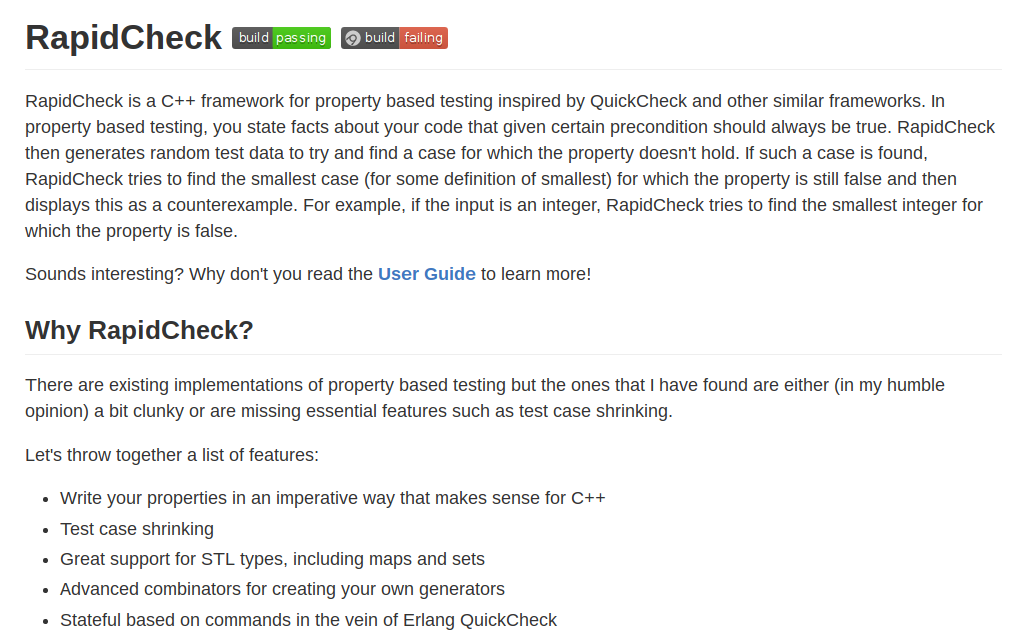 RapidCheck build passing build failing
RapidCheck is a C++ framework for property based testing inspired by QuickCheck and other similar frameworks. In
property based testing, you state facts about your code that given certain precondition should always be true. RapidCheck
then generates random test data to try and find a case for which the property doesn't hold. If such a case is found,
RapidCheck tries to find the smallest case (for some definition of smallest) for which the property is still false and then
displays this as a counterexample. For example, if the input is an integer, RapidCheck tries to find the smallest integer for
which the property is false.
Sounds interesting? Why don't you read the User Guide to learn more!
Why RapidCheck?
There are existing implementations of property based testing but the ones that I have found are either (in my humble
opinion) a bit clunky or are missing essential features such as test case shrinking.
Let's throw together a list of features:
• Write your properties in an imperative way that makes sense for C++
• Test case shrinking
• Great support for STL types, including maps and sets
• Advanced combinators for creating your own generators
• Stateful based on commands in the vein of Erlang QuickCheck